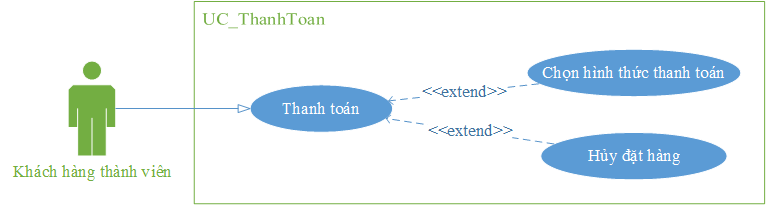 UC_ThanhToan
Chọn hình thức thanh toán
<<extend>>
Thanh toán
<<extend>>
Hủy đặt hàng
Khách hàng thành viên